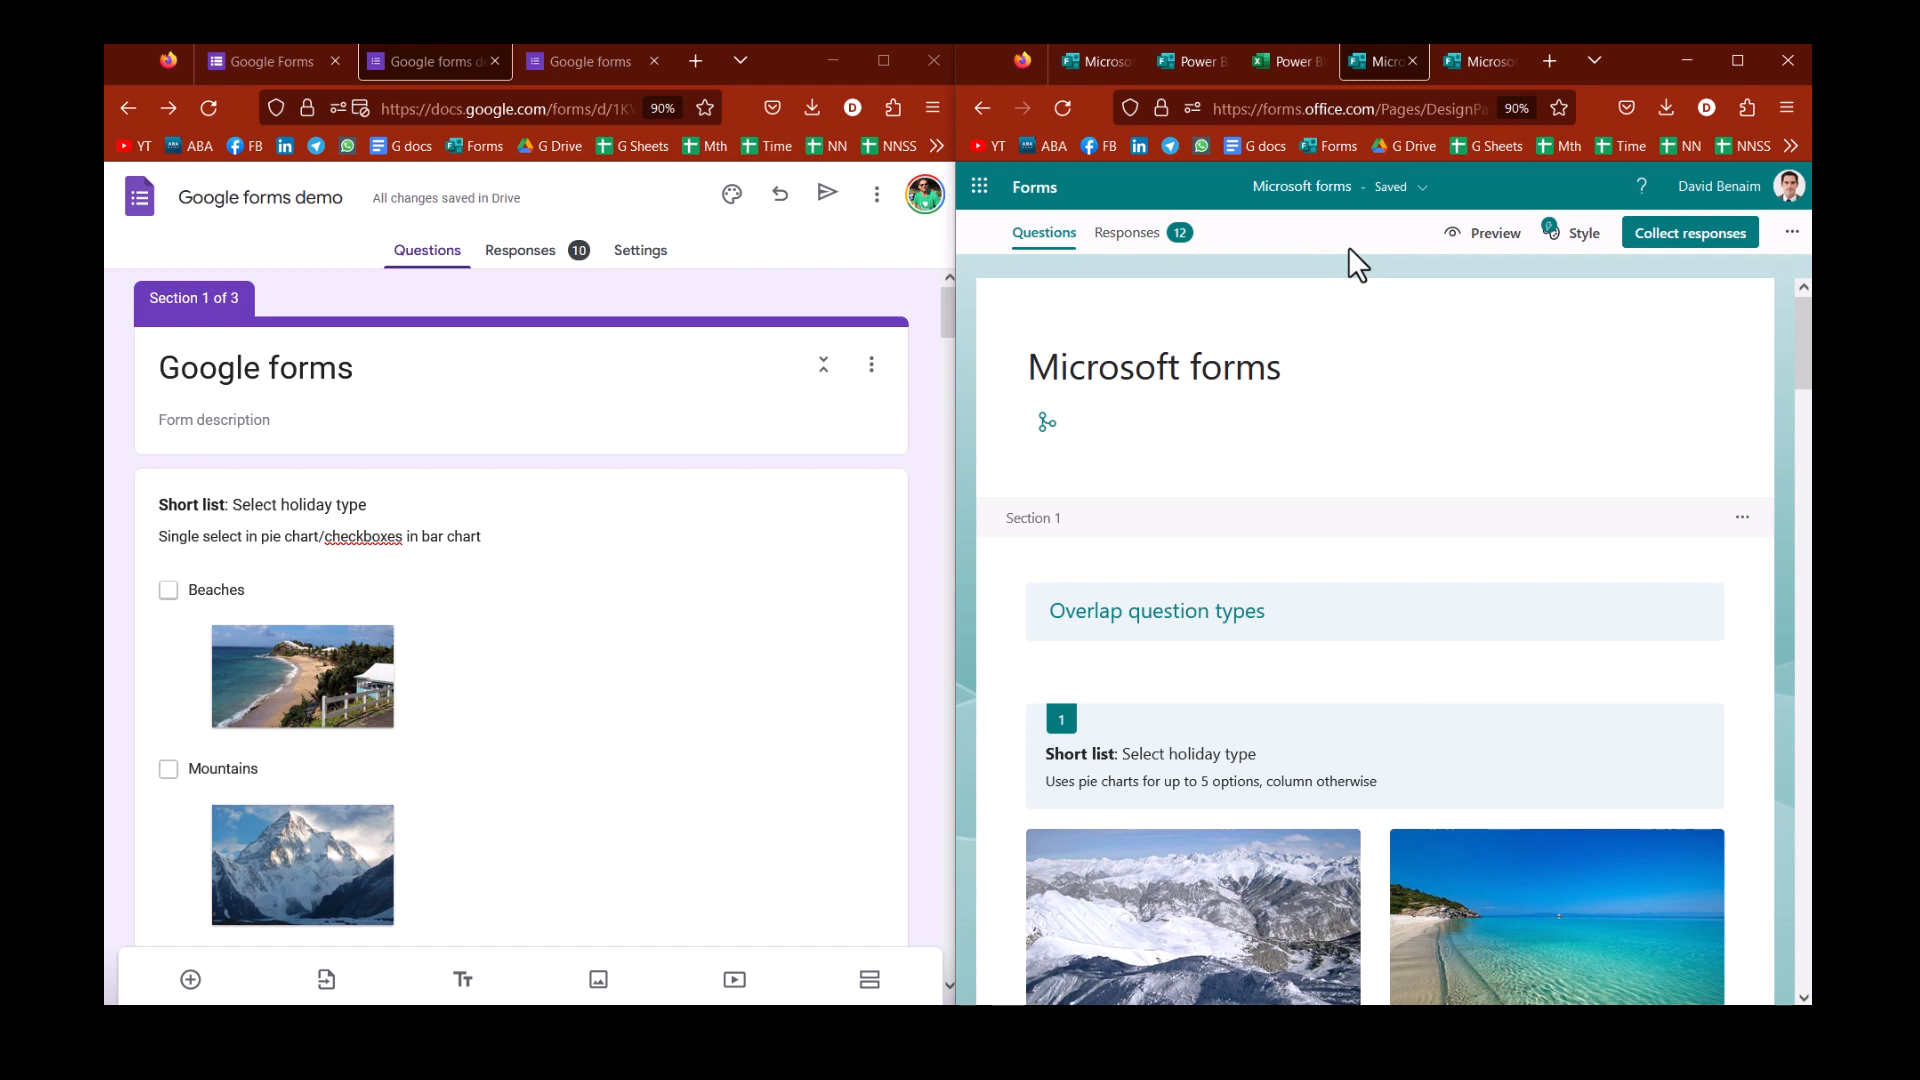 Google Forms
Google forms d
Google forms
https://docs.google.com/forms/d/1K
90%
YT
ABA
FB
G docs
Forms
G Drive
G Sheets
Mth
Time
NN
NNSS
Google forms demo
All changes saved in Drive
Questions
Responses 10
Settings
Section 1 of 3
Google forms
Form description
Short list: Select holiday type
Single select in pie chart/checkboxes in bar chart
Beaches
Mountains
Microso
Power B
Power B
Micro
Microso
https://forms.office.com/Pages/DesignPa
90%
YT
ABA
FB
G docs
Forms
G Drive
G Sheets
Mth
Time
NN
NNSS
Forms
Microsoft forms - Saved
?
David Benaim
Questions
Responses 12
Preview
Style
Collect responses
Microsoft forms
Section 1
Overlap question types
1
Short list: Select holiday type
Uses pie charts for up to 5 options, column otherwise